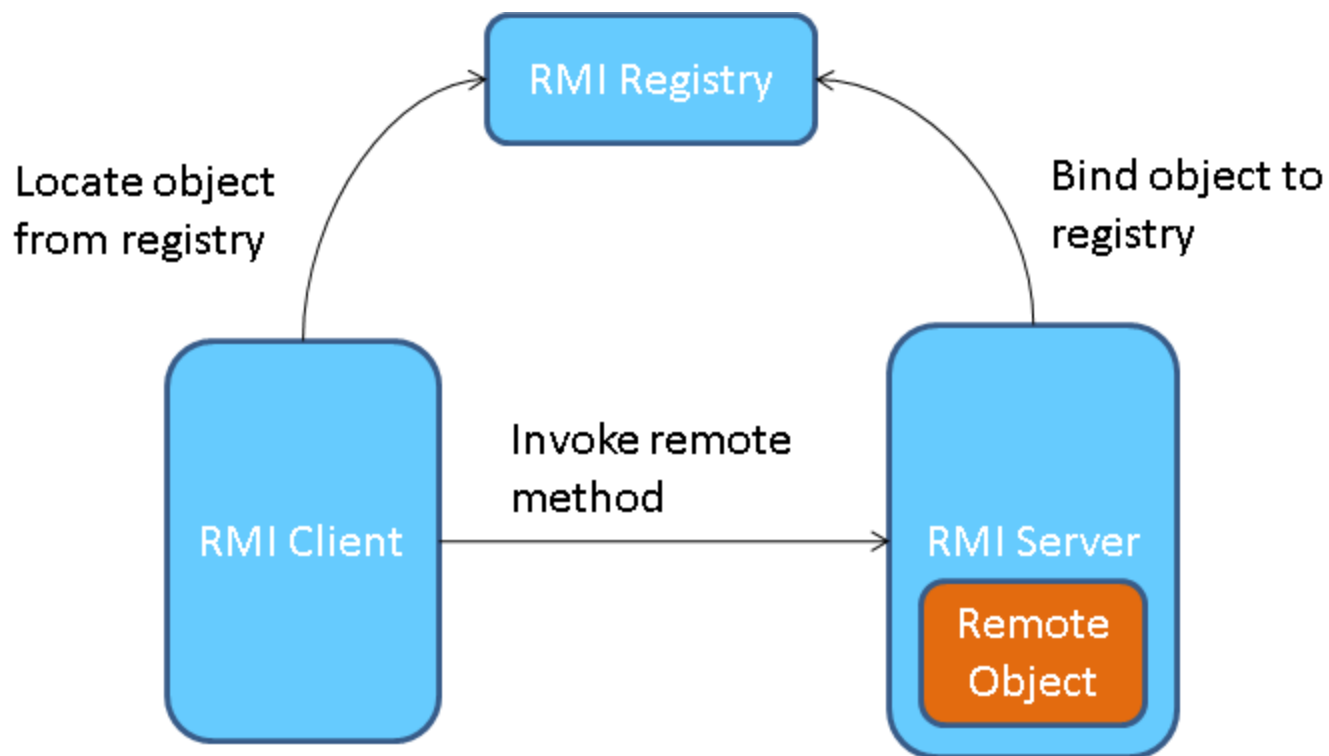 RMI Registry
Locate object
from registry
Bind object to
registry
Invoke remote
method
RMI Client
RMI Server
Remote
Object